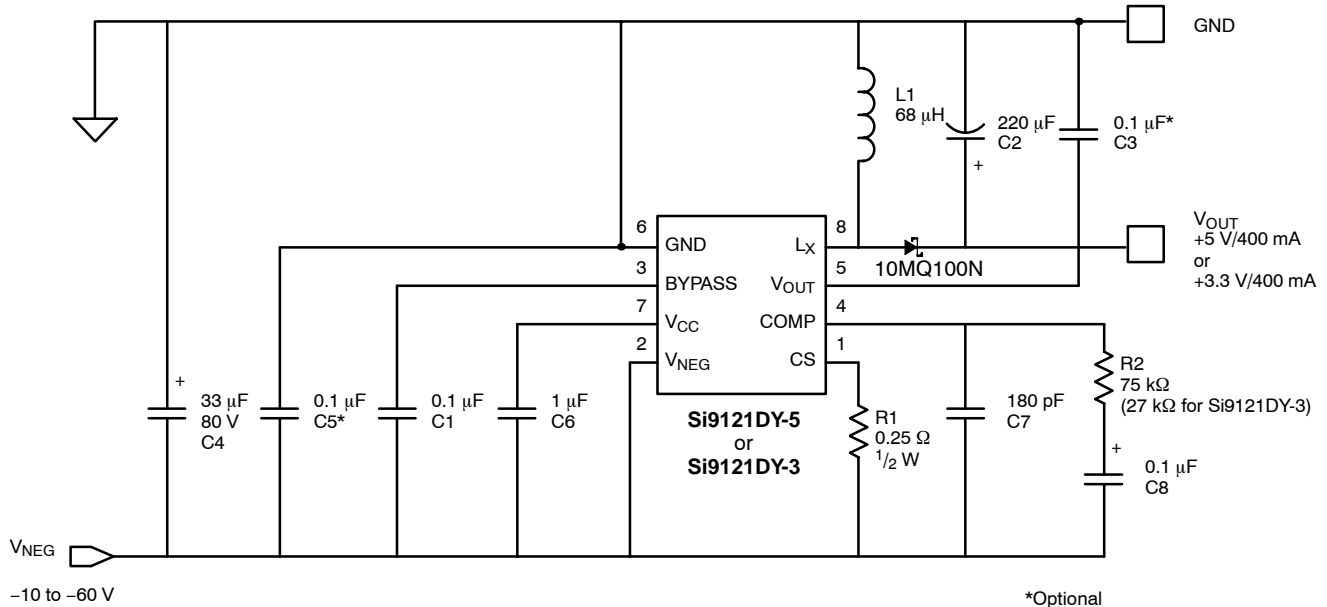 GND
L1
68 μH
220 μF
C2
+
0.1 μF*
C3
6
GND
3
BYPASS
7
VCC
2
VNEG
8
LX
5
VOUT
4
COMP
1
CS
10MQ100N
VOUT
+5 V/400 mA
or
+3.3 V/400 mA
+
33 μF
80 V
C4
0.1 μF
C5*
0.1 μF
C1
1 μF
C6
Si9121DY-5
or
Si9121DY-3
R1
0.25 Ω
1/2 W
180 pF
C7
R2
75 kΩ
(27 kΩ for Si9121DY-3)
+
0.1 μF
C8
VNEG
−10 to −60 V
*Optional